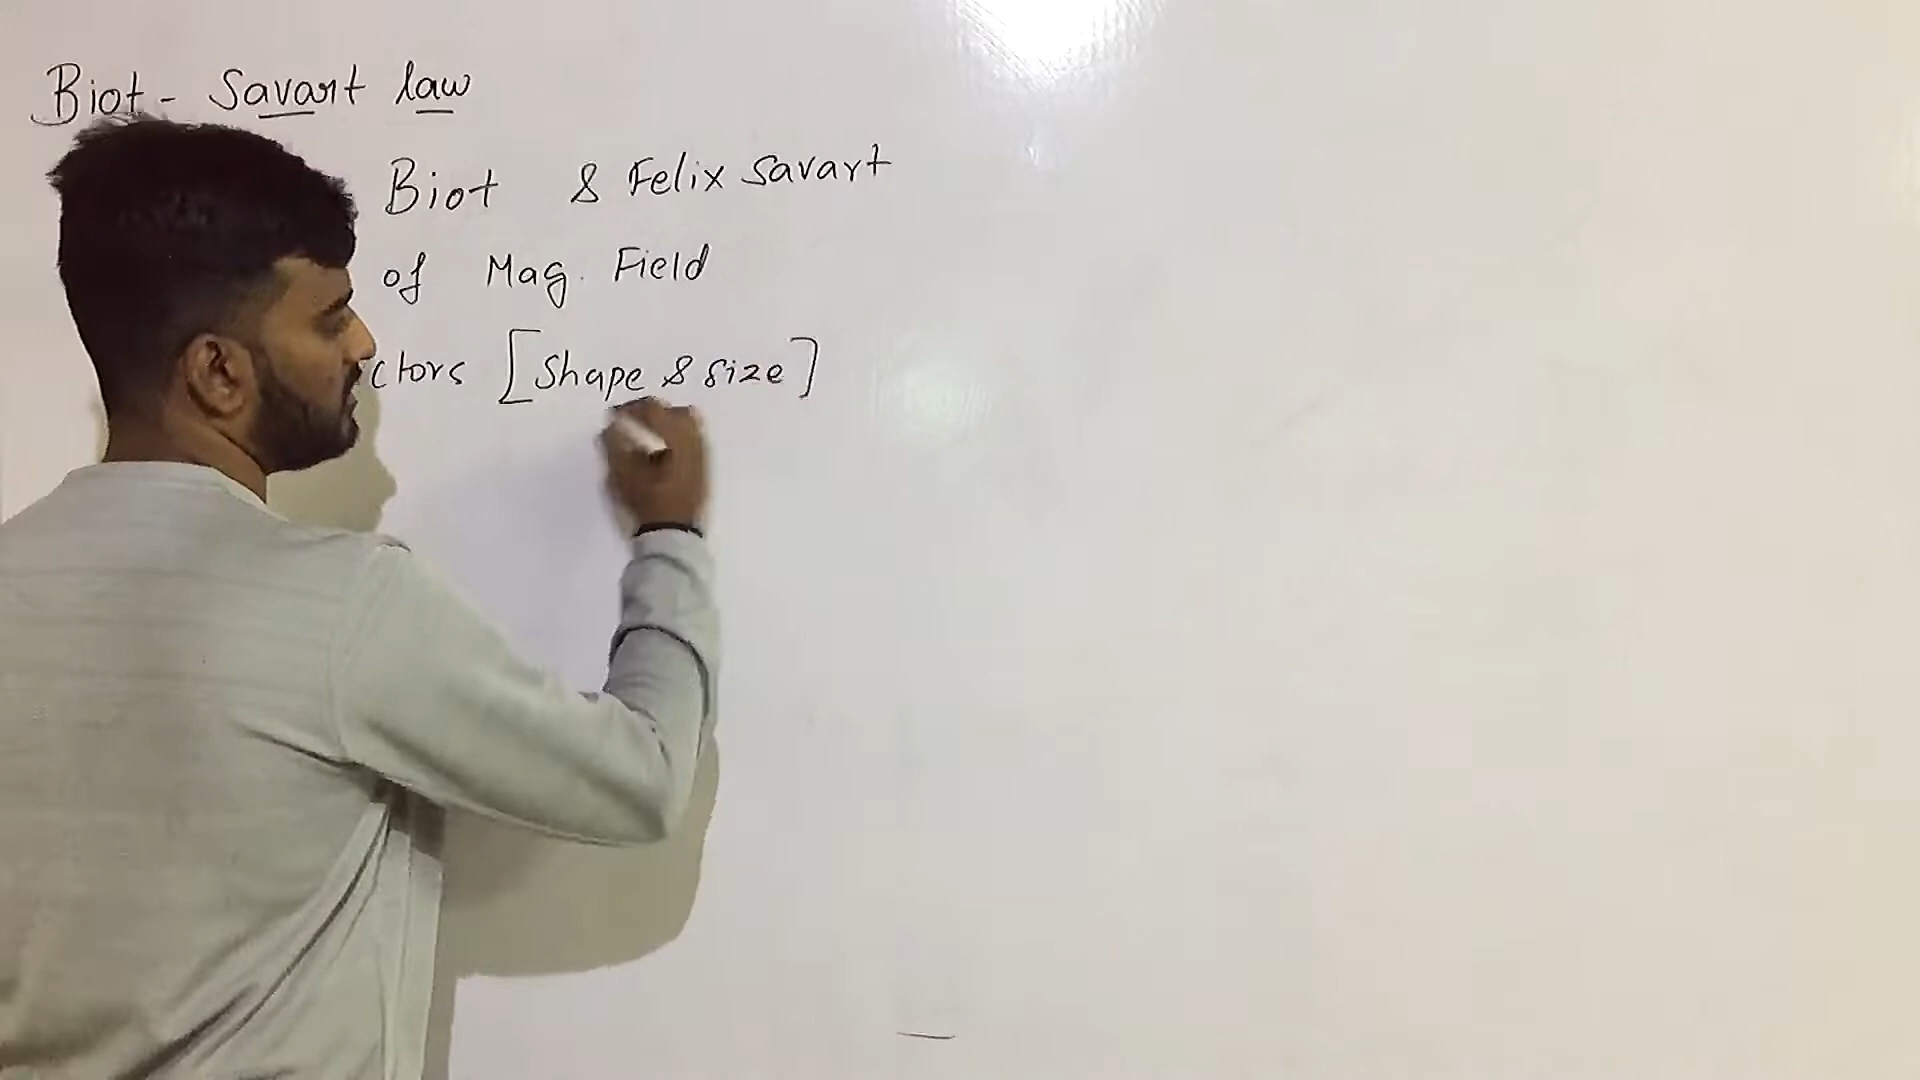 Biot - Savart law
Biot & Felix Savart
of Mag. Field
ctors [Shape & size]